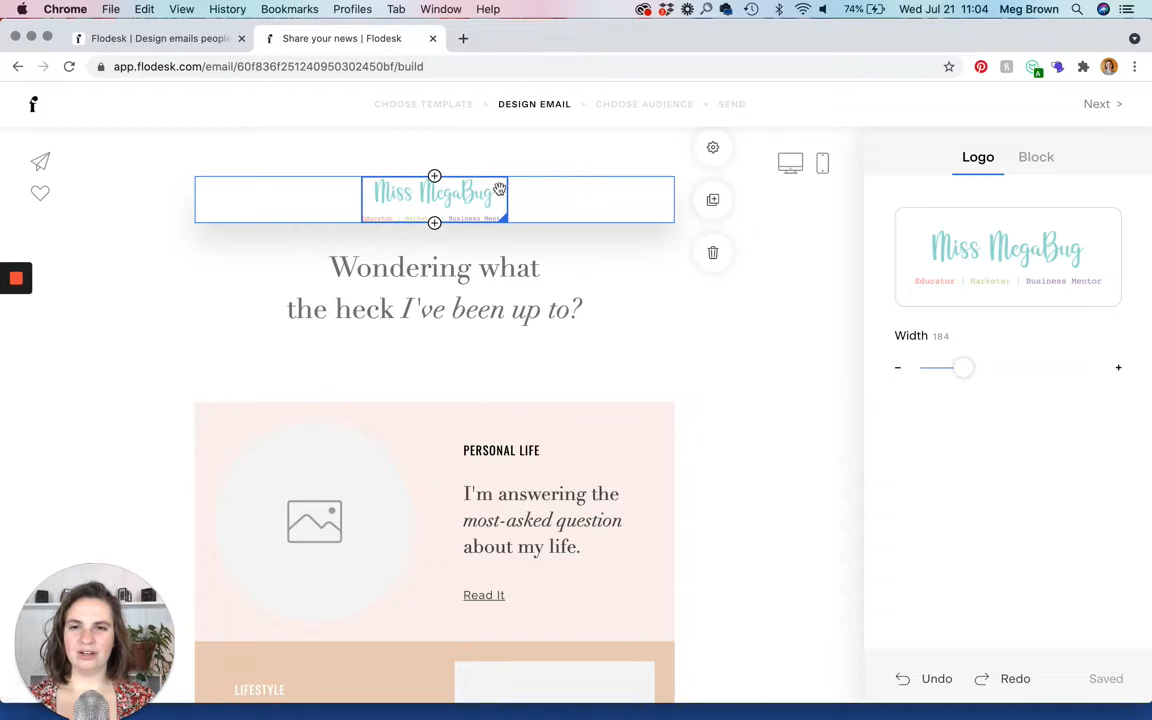 Chrome File Edit View History Bookmarks Profiles Tab Window Help 74% Wed Jul 21 11:04 Meg Brown
Flodesk | Design emails people
Share your news | Flodesk
app.flodesk.com/email/60f836f251240950302450bf/build
CHOOSE TEMPLATE > DESIGN EMAIL > CHOOSE AUDIENCE > SEND
Next >
Miss MegaBug
Educator | Marketer | Business Mentor
Wondering what
the heck I've been up to?
PERSONAL LIFE
I'm answering the
most-asked question
about my life.
Read It
LIFESTYLE
Logo Block
Miss MegaBug
Educator | Marketer | Business Mentor
Width 184
Undo Redo Saved